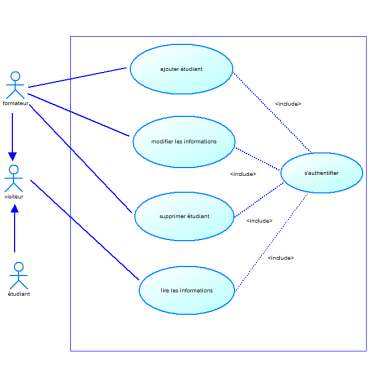 ajouter étudiant
formateur
<include>
modifier les informations
<include>
s'authentifier
visiteur
supprimer étudiant
<include>
<include>
étudiant
lire les informations